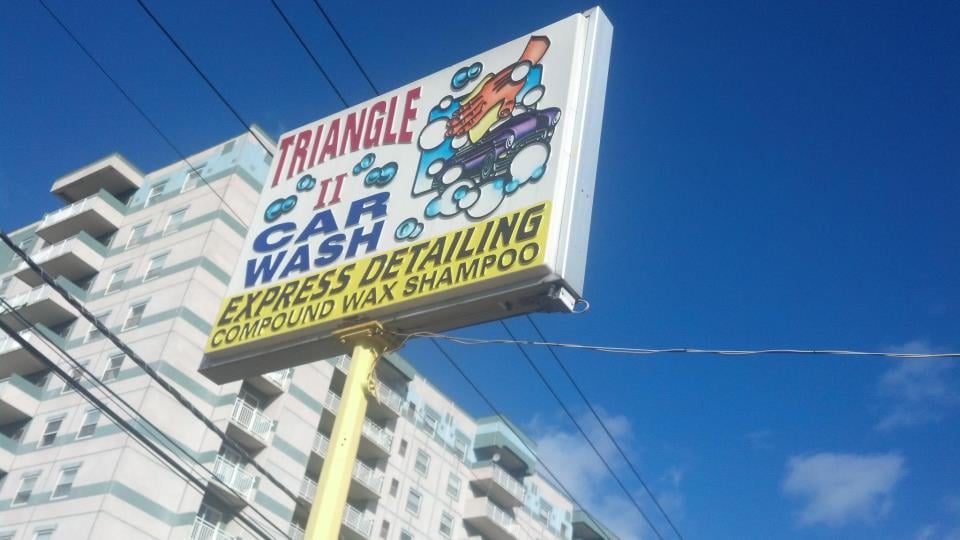 TRIANGLE
II
CAR
WASH
EXPRESS DETAILING
COMPOUND WAX SHAMPOO